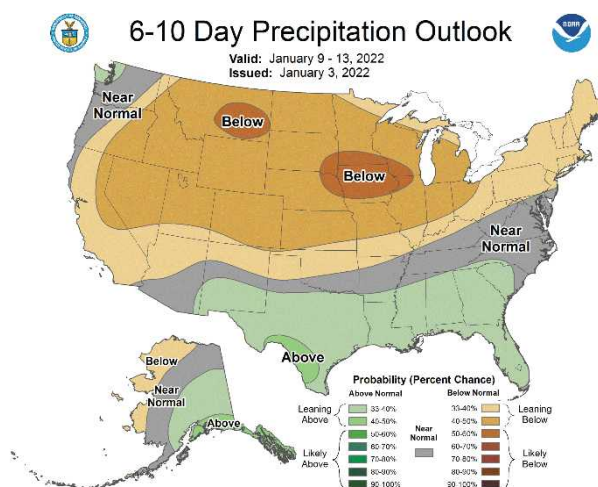 6-10 Day Precipitation Outlook
Valid: January 9 - 13, 2022
Issued: January 3, 2022
NOAA
Near
Normal
Below
Below
Near
Normal
Above
Below
Near
Normal
Above
Probability (Percent Chance)
Above Normal
Below Normal
Leaning
Above
33-40%
40-50%
Likely
Above
50-60%
60-70%
70-80%
80-90%
90-100%
Near
Normal
33-40%
40-50%
Leaning
Below
50-60%
60-70%
70-80%
80-90%
90-100%
Likely
Below